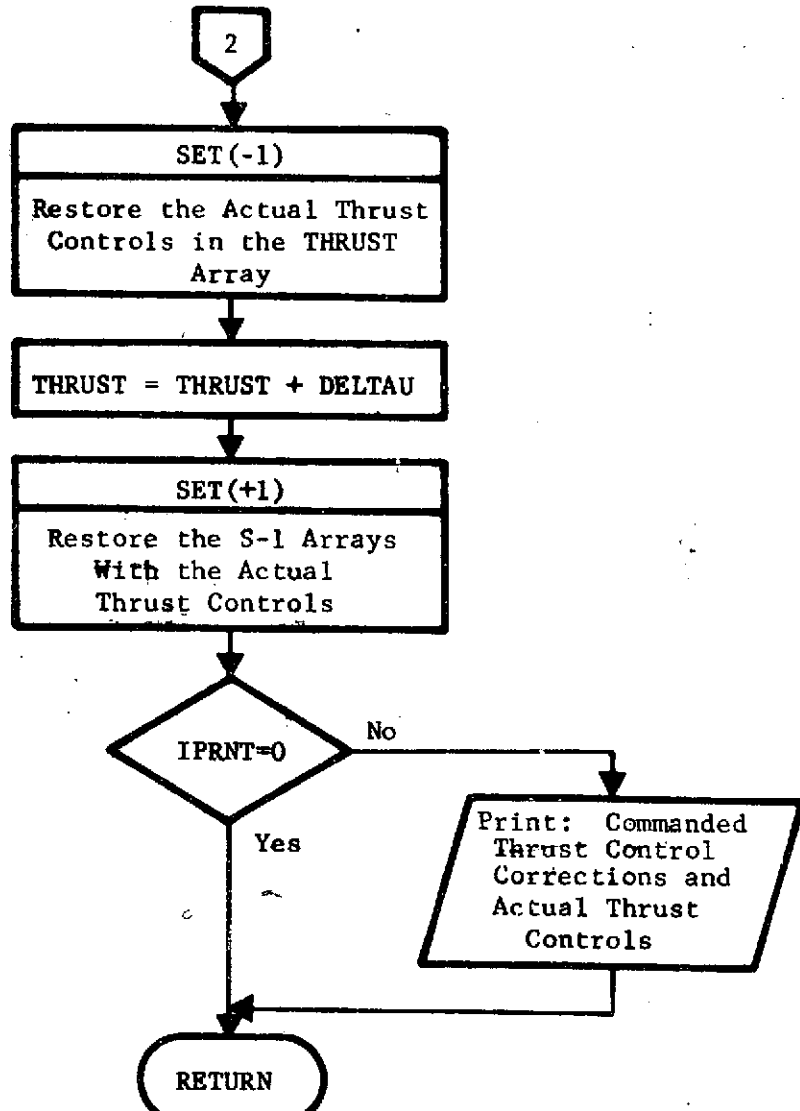 2
SET(-1)
Restore the Actual Thrust
Controls in the THRUST
Array
THRUST = THRUST + DELTAU
SET(+1)
Restore the S-1 Arrays
With the Actual
Thrust Controls
IPRNT=0
No
Yes
Print: Commanded
Thrust Control
Corrections and
Actual Thrust
Controls
RETURN